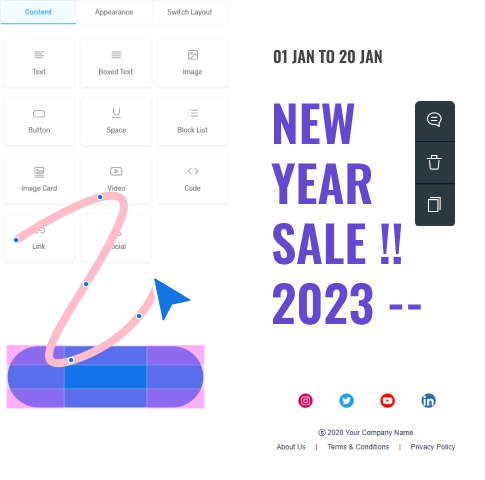 Content Appearance Switch Layout
Text Boxed Text Image
Button Space Block List
Image Card Video Code
Link
01 JAN TO 20 JAN
NEW
YEAR
SALE !!
2023 --
© 2020 Your Company Name
About Us | Terms & Conditions | Privacy Policy